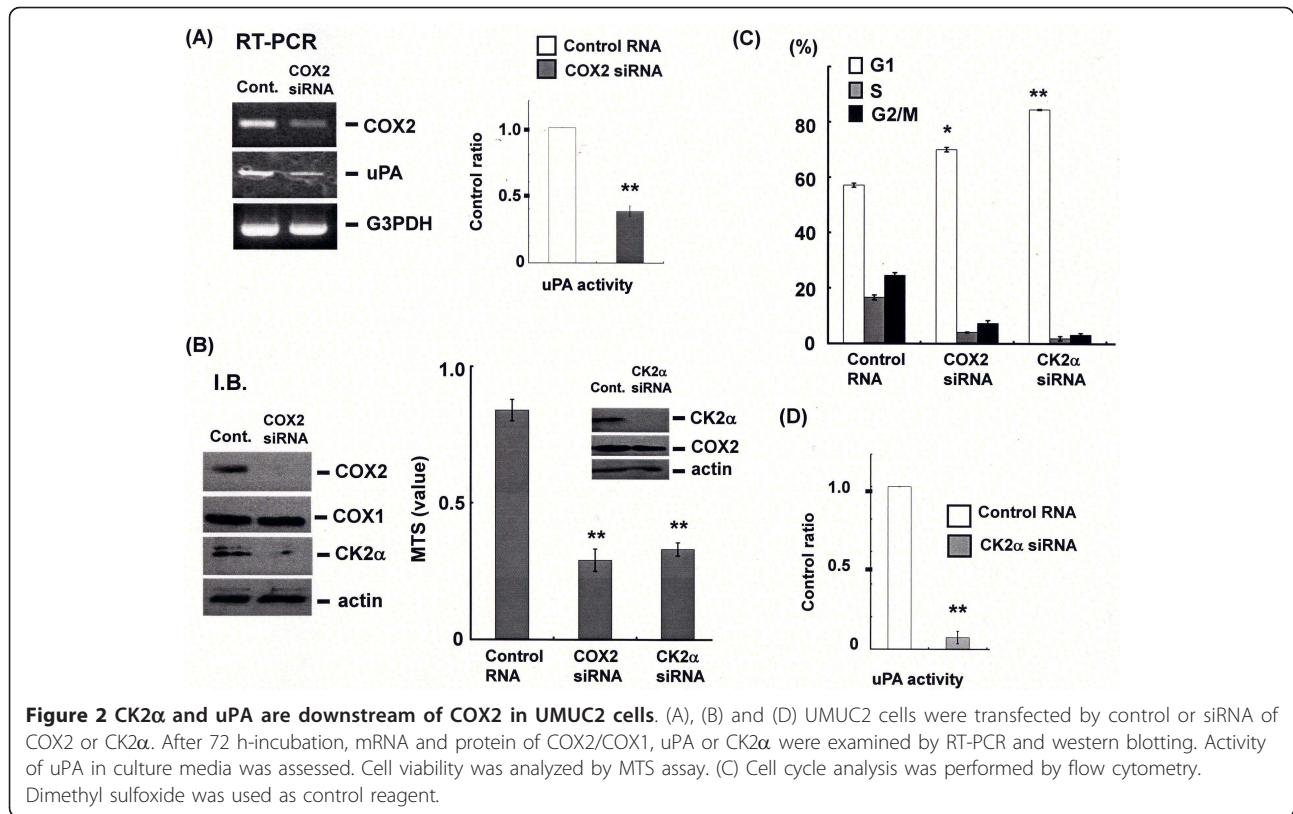 (A)
RT-PCR
Cont.
COX2
siRNA
COX2
uPA
G3PDH
Control RNA
COX2 siRNA
Control ratio
1.0
0.5
0
**
uPA activity
(B)
I.B.
Cont.
COX2
siRNA
COX2
COX1
CK2α
actin
MTS (value)
1.0
0.5
0
**
**
Control
RNA
COX2
siRNA
CK2α
siRNA
Cont.
CK2α
siRNA
CK2α
COX2
actin
(C)
(%)
G1
S
G2/M
80
60
40
20
0
*
**
Control
RNA
COX2
siRNA
CK2α
siRNA
(D)
Control ratio
1.0
0.5
0
**
Control RNA
CK2α siRNA
uPA activity
Figure 2 CK2α and uPA are downstream of COX2 in UMUC2 cells. (A), (B) and (D) UMUC2 cells were transfected by control or siRNA of
COX2 or CK2α. After 72 h-incubation, mRNA and protein of COX2/COX1, uPA or CK2α were examined by RT-PCR and western blotting. Activity
of uPA in culture media was assessed. Cell viability was analyzed by MTS assay. (C) Cell cycle analysis was performed by flow cytometry.
Dimethyl sulfoxide was used as control reagent.